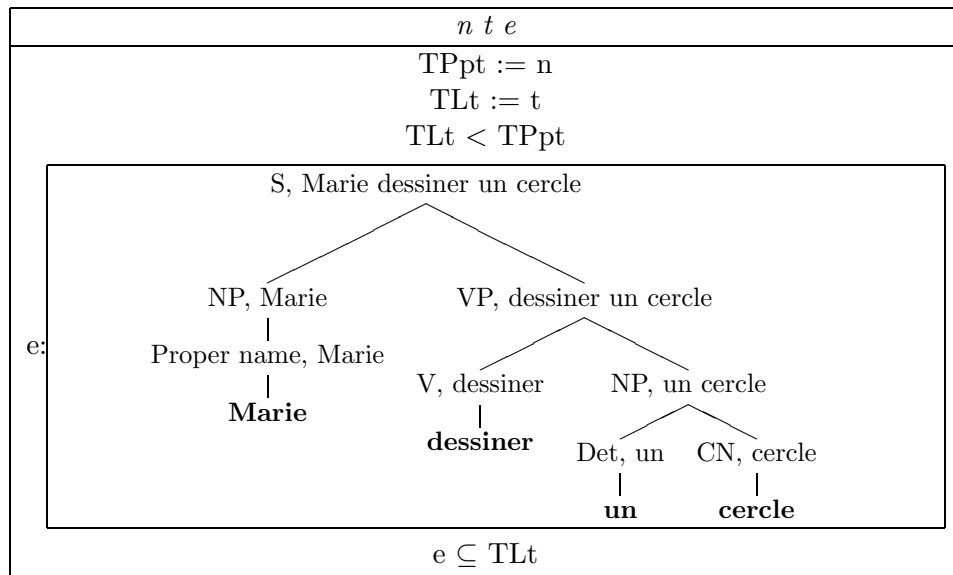 n t e
TPpt := n
TLt := t
TLt < TPpt
S, Marie dessiner un cercle
NP, Marie VP, dessiner un cercle
e:
Proper name, Marie
V, dessiner NP, un cercle
Marie
dessiner
Det, un CN, cercle
un cercle
e ⊆ TLt